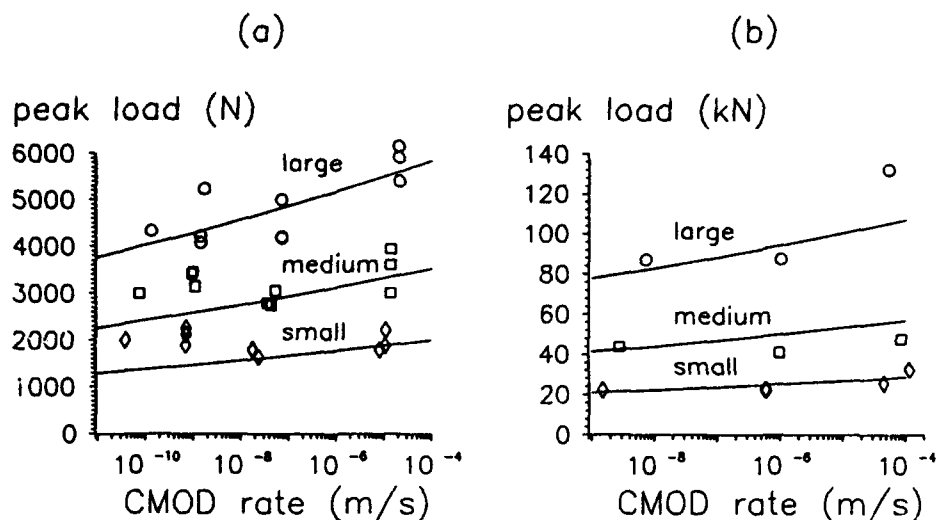 (a)
peak load (N)
6000
5000
4000
3000
2000
1000
0
large
medium
small
10⁻¹⁰ 10⁻⁸ 10⁻⁶ 10⁻⁴
CMOD rate (m/s)
(b)
peak load (kN)
140
120
100
80
60
40
20
0
large
medium
small
10⁻⁸ 10⁻⁶ 10⁻⁴
CMOD rate (m/s)